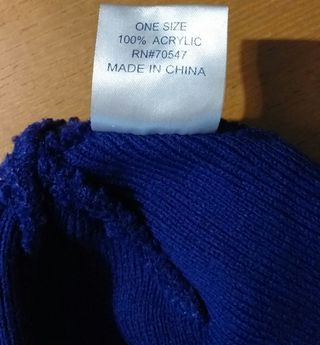 ONE SIZE
100% ACRYLIC
RN#70547
MADE IN CHINA